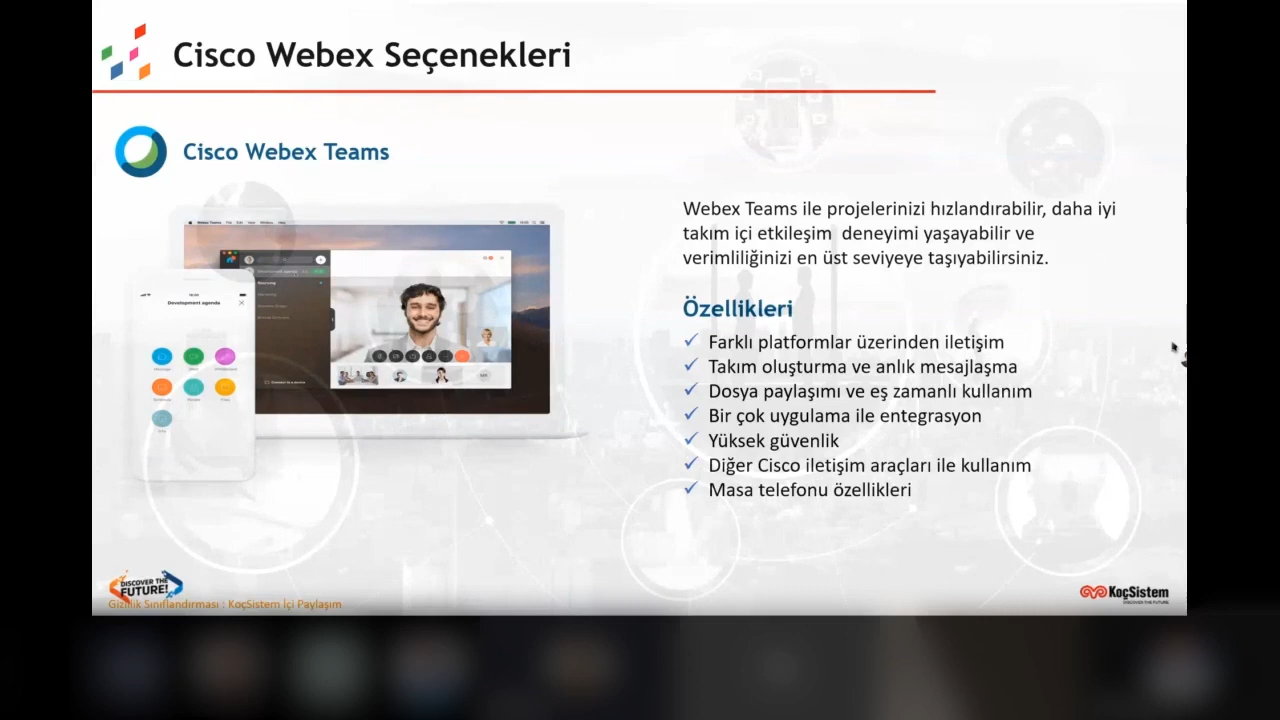 Cisco Webex Seçenekleri
Cisco Webex Teams
Webex Teams ile projelerinizi hızlandırabilir, daha iyi
takım içi etkileşim deneyimi yaşayabilir ve
verimliliğinizi en üst seviyeye taşıyabilirsiniz.
Özellikleri
Farklı platformlar üzerinden iletişim
Takım oluşturma ve anlık mesajlaşma
Dosya paylaşımı ve eş zamanlı kullanım
Bir çok uygulama ile entegrasyon
Yüksek güvenlik
Diğer Cisco iletişim araçları ile kullanım
Masa telefonu özellikleri
Development agenda
DISCOVER THE
FUTURE!
Gizlilik Sınıflandırması : KoçSistem İçi Paylaşım
KoçSistem
DISCOVER THE FUTURE